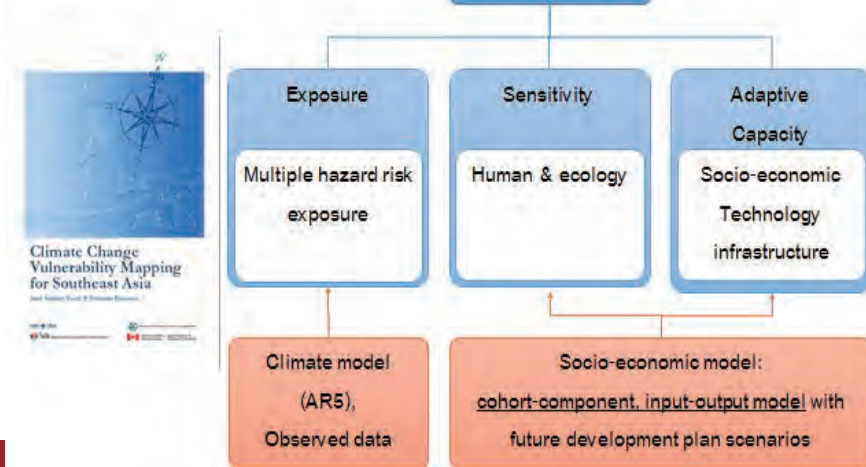 Climate Change
Vulnerability Mapping
for Southeast Asia
Exposure
Multiple hazard risk
exposure
Sensitivity
Human & ecology
Adaptive
Capacity
Socio-economic
Technology
infrastructure
Climate model
(AR5),
Observed data
Socio-economic model:
cohort-component, input-output model with
future development plan scenarios